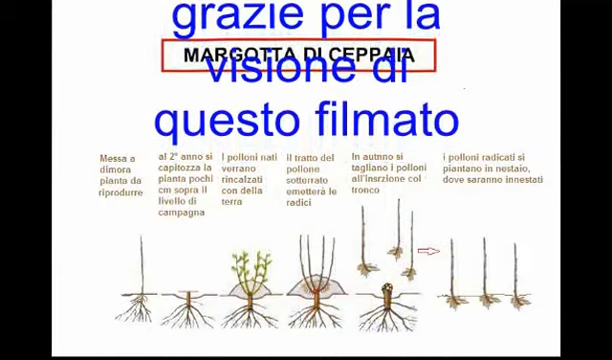 grazie per la
MARGOTTA DI CEPPAIA
visione di
questo filmato
Messa a
dimora
pianta da
riprodurre
al 2° anno si
capitozza la
pianta pochi
cm sopra il
livello di
campagna
I polloni nati
verrano
rincalzati
con della
terra
il tratto del
pollone
sotterrato
emotterà le
radici
In autnno si
tagliano i polloni
all'insrzione col
tronco
i polloni radicati si
piantano in nestaio,
dove saranno innestati